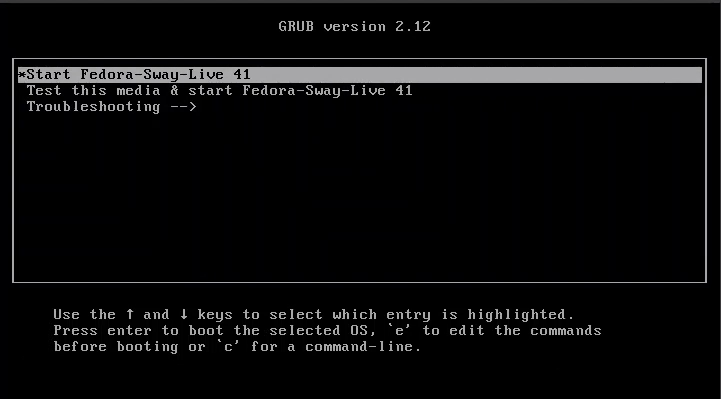 GRUB version 2.12
*Start Fedora-Sway-Live 41
Test this media & start Fedora-Sway-Live 41
Troubleshooting -->
Use the ↑ and ↓ keys to select which entry is highlighted.
Press enter to boot the selected OS, `e' to edit the commands
before booting or `c' for a command-line.